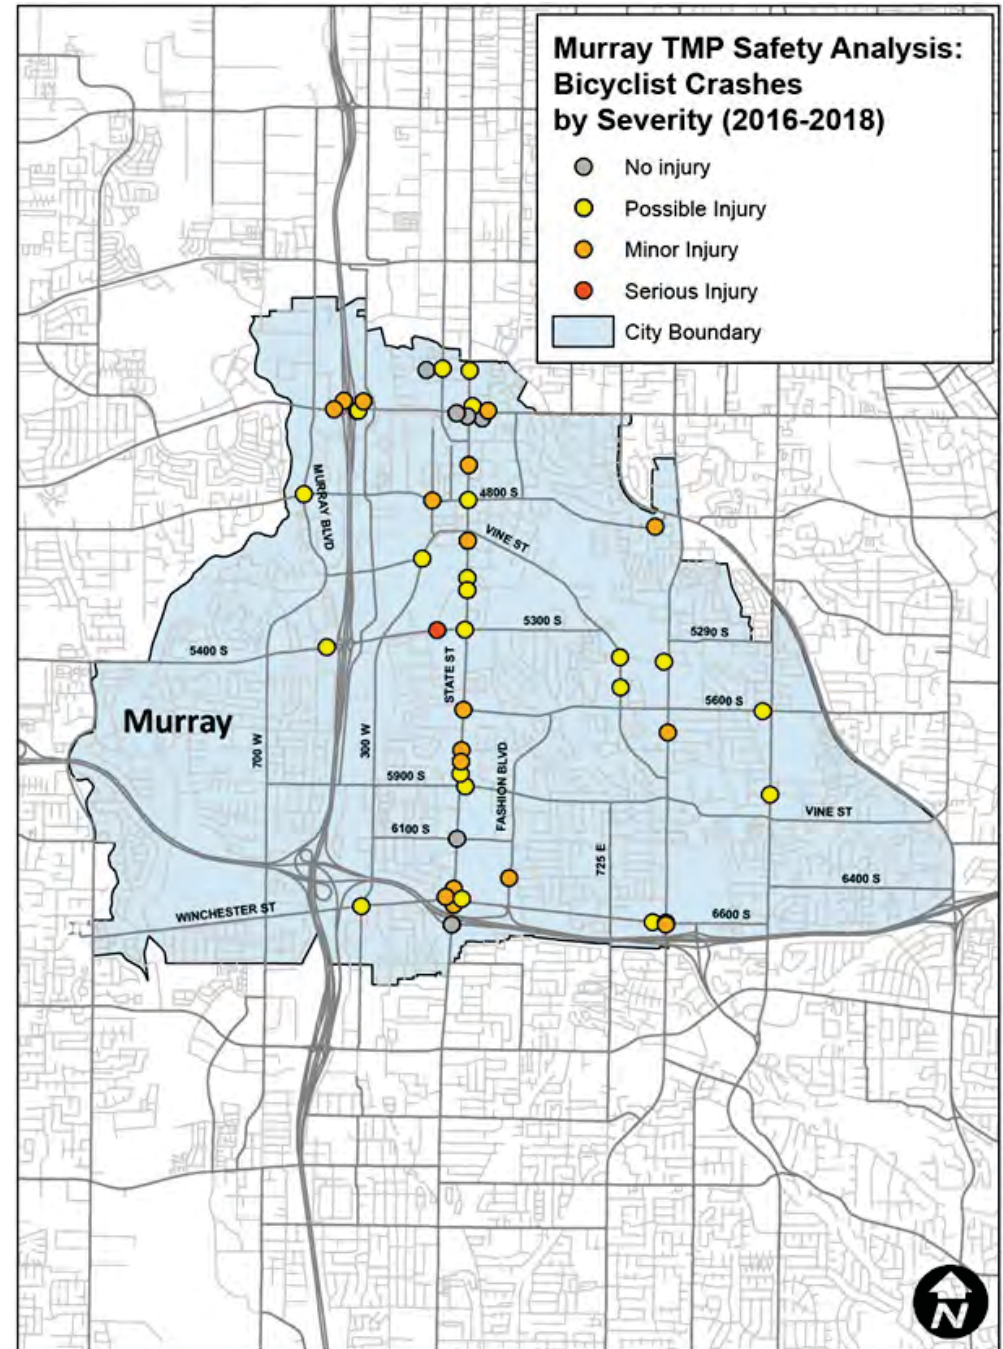 Murray TMP Safety Analysis:
Bicyclist Crashes
by Severity (2016-2018)
No injury
Possible Injury
Minor Injury
Serious Injury
City Boundary
MURRAY BLVD
4800 S
VINE ST
5300 S
5290 S
5400 S
STATE ST
5600 S
Murray
700 W
300 W
FASHION BLVD
5900 S
VINE ST
6100 S
725 E
6400 S
WINCHESTER ST
6600 S
N